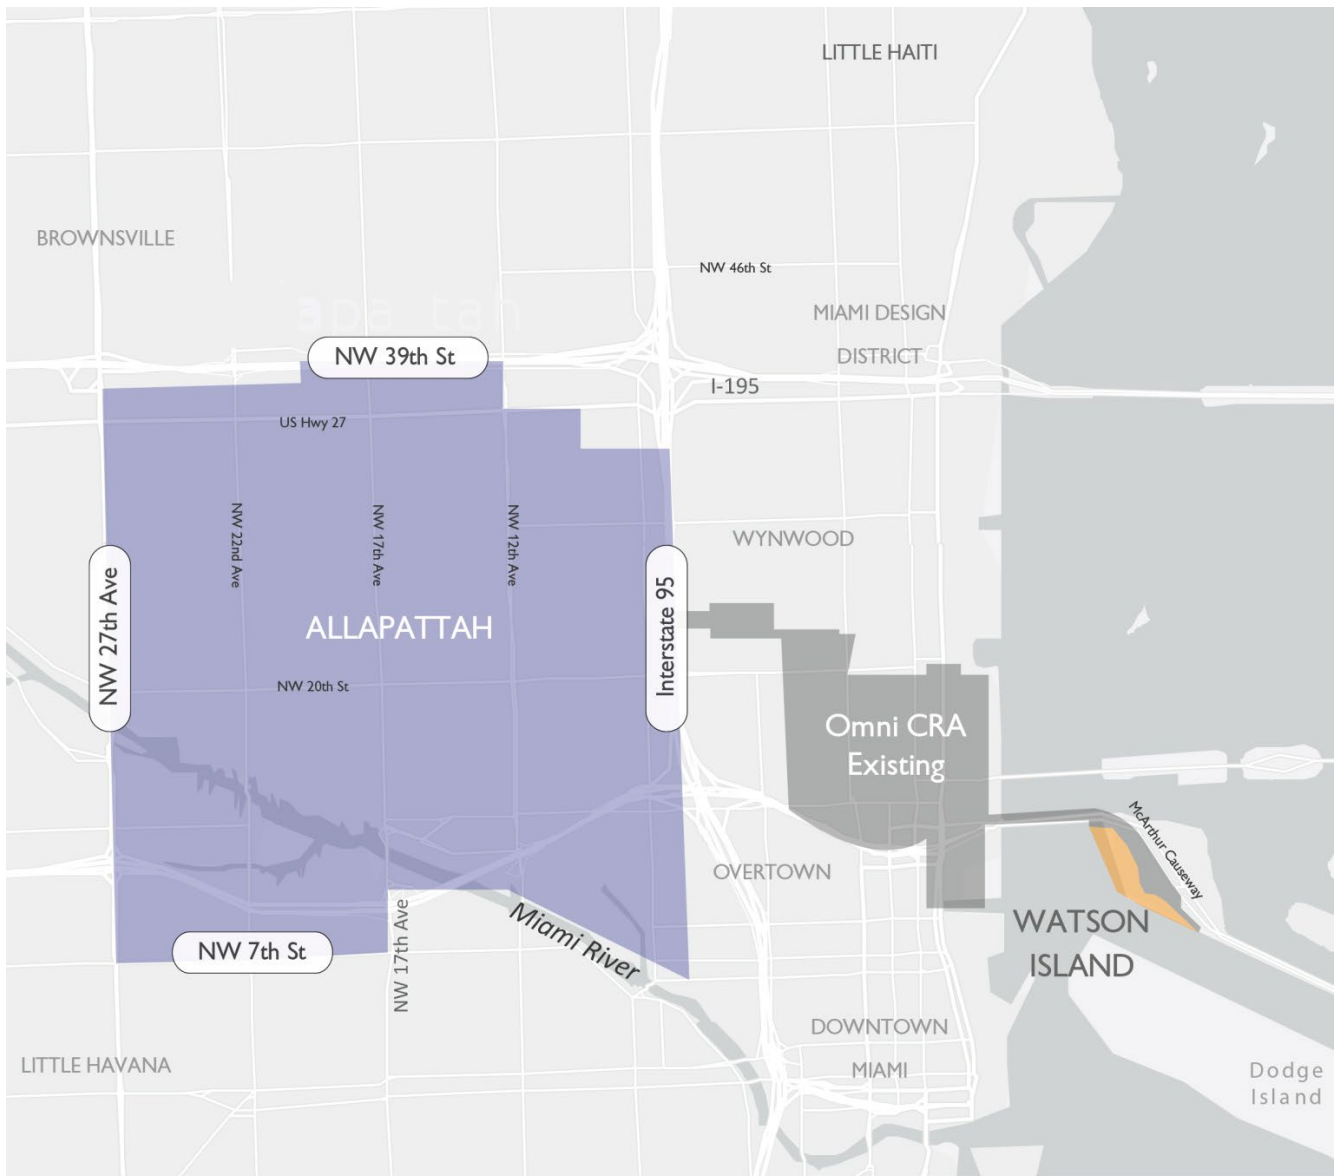 LITTLE HAITI
BROWNSVILLE
NW 46th St
MIAMI DESIGN
DISTRICT
NW 39th St
I-195
US Hwy 27
NW 22nd Ave
NW 17th Ave
NW 12th Ave
WYNWOOD
NW 27th Ave
ALLAPATTAH
Interstate 95
NW 20th St
Omni CRA
Existing
McArthur Causeway
OVERTOWN
Miami River
NW 17th Ave
NW 7th St
WATSON
ISLAND
DOWNTOWN
MIAMI
LITTLE HAVANA
Dodge
Island